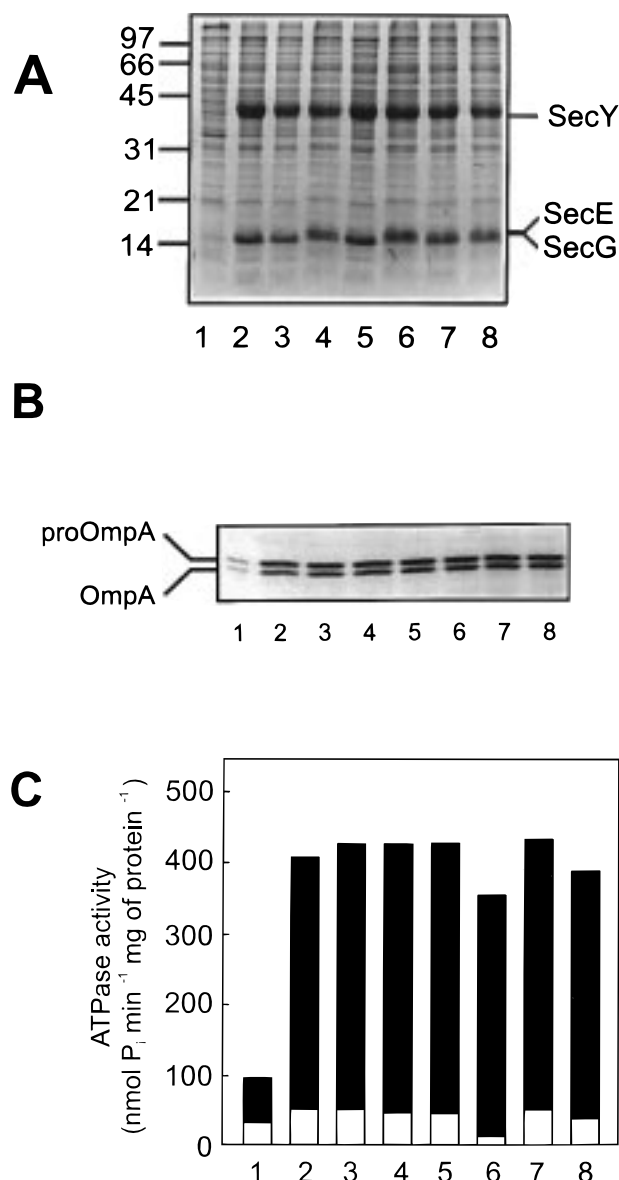 A
97
66
45
31
21
14
SecY
SecE
SecG
1 2 3 4 5 6 7 8
B
proOmpA
OmpA
1 2 3 4 5 6 7 8
C
ATPase activity
(nmol Pi min -1 mg of protein -1)
500
400
300
200
100
0
1 2 3 4 5 6 7 8